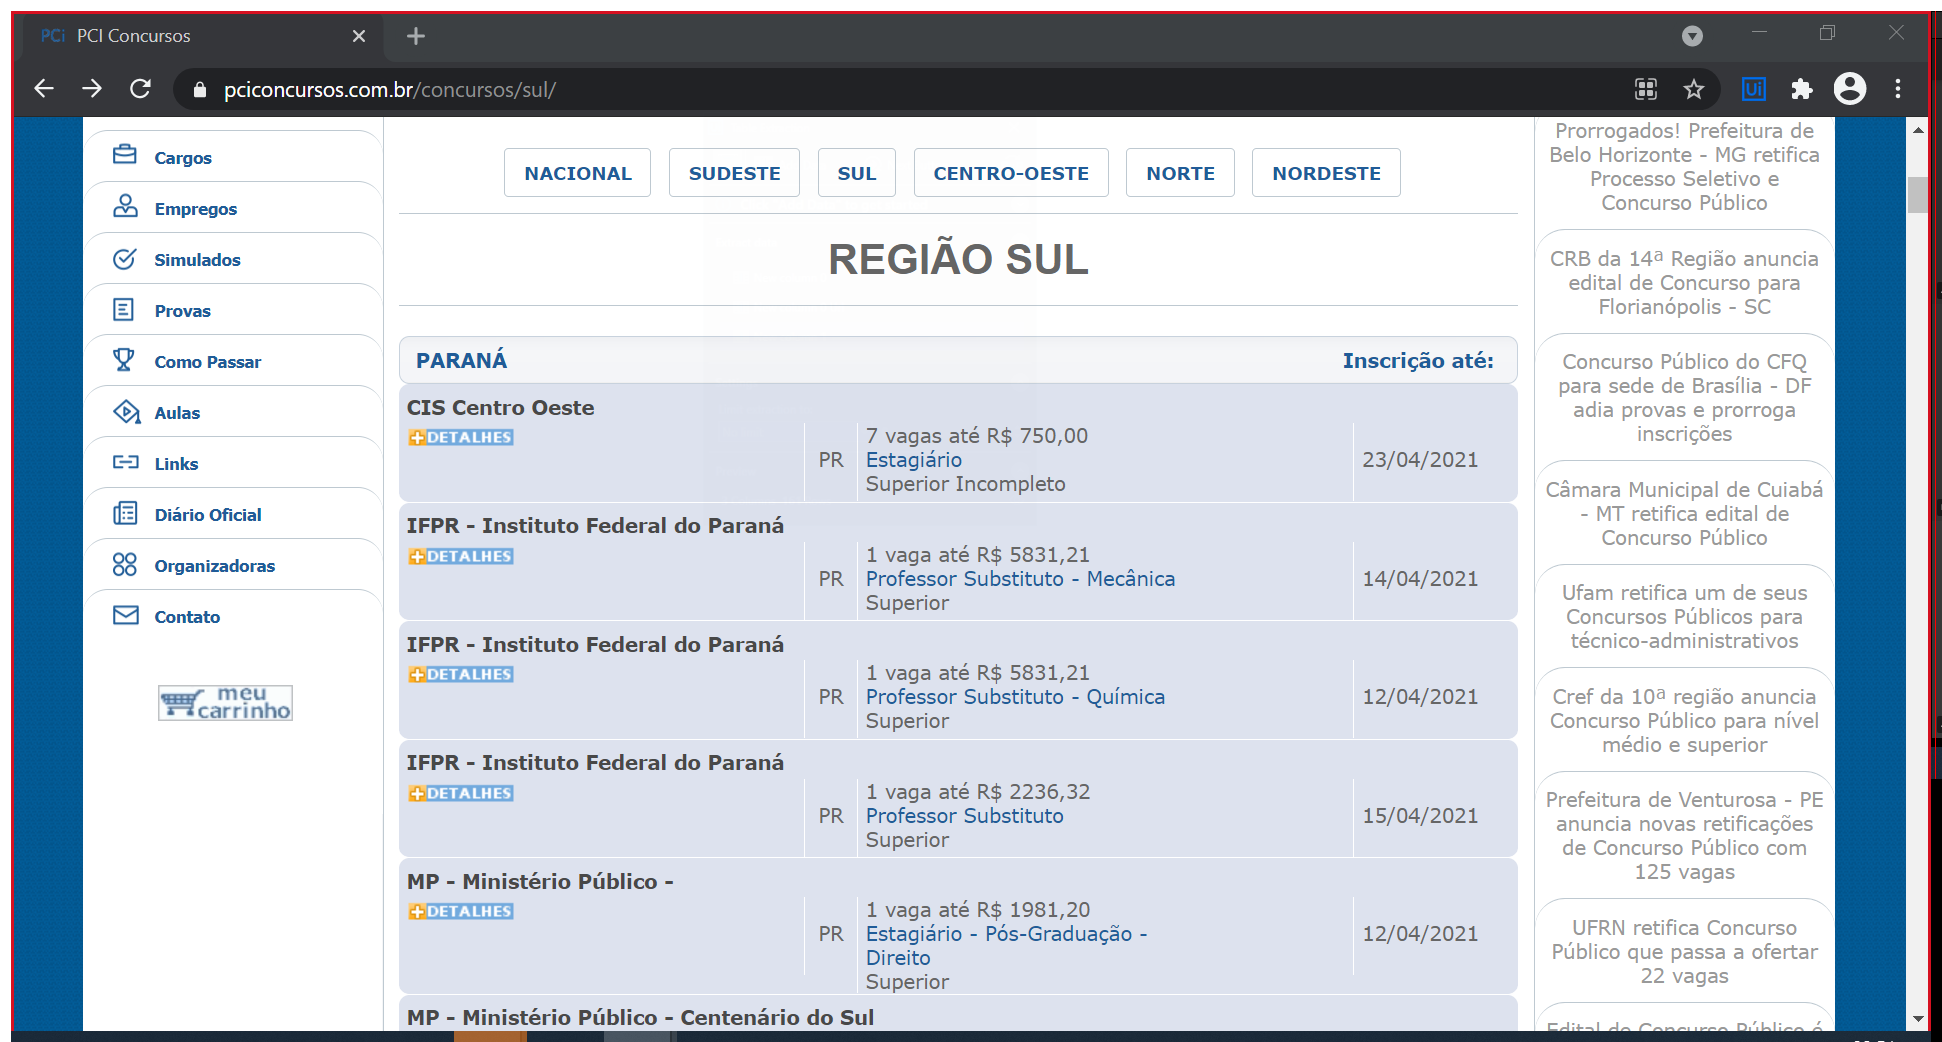 PCi PCI Concursos
pciconcursos.com.br/concursos/sul/
Ui
Cargos
Empregos
Simulados
Provas
Como Passar
Aulas
Links
Diário Oficial
Organizadoras
Contato
meu
carrinho
NACIONAL SUDESTE SUL CENTRO-OESTE NORTE NORDESTE
REGIÃO SUL
PARANÁ Inscrição até:
CIS Centro Oeste
DETALHES
PR
7 vagas até R$ 750,00
Estagiário
Superior Incompleto
23/04/2021
IFPR - Instituto Federal do Paraná
DETALHES
PR
1 vaga até R$ 5831,21
Professor Substituto - Mecânica
Superior
14/04/2021
IFPR - Instituto Federal do Paraná
DETALHES
PR
1 vaga até R$ 5831,21
Professor Substituto - Química
Superior
12/04/2021
IFPR - Instituto Federal do Paraná
DETALHES
PR
1 vaga até R$ 2236,32
Professor Substituto
Superior
15/04/2021
MP - Ministério Público -
DETALHES
PR
1 vaga até R$ 1981,20
Estagiário - Pós-Graduação -
Direito
Superior
12/04/2021
MP - Ministério Público - Centenário do Sul
Prorrogados! Prefeitura de
Belo Horizonte - MG retifica
Processo Seletivo e
Concurso Público
CRB da 14ª Região anuncia
edital de Concurso para
Florianópolis - SC
Concurso Público do CFQ
para sede de Brasília - DF
adia provas e prorroga
inscrições
Câmara Municipal de Cuiabá
- MT retifica edital de
Concurso Público
Ufam retifica um de seus
Concursos Públicos para
técnico-administrativos
Cref da 10ª região anuncia
Concurso Público para nível
médio e superior
Prefeitura de Venturosa - PE
anuncia novas retificações
de Concurso Público com
125 vagas
UFRN retifica Concurso
Público que passa a ofertar
22 vagas
Edital de Concurso Público é